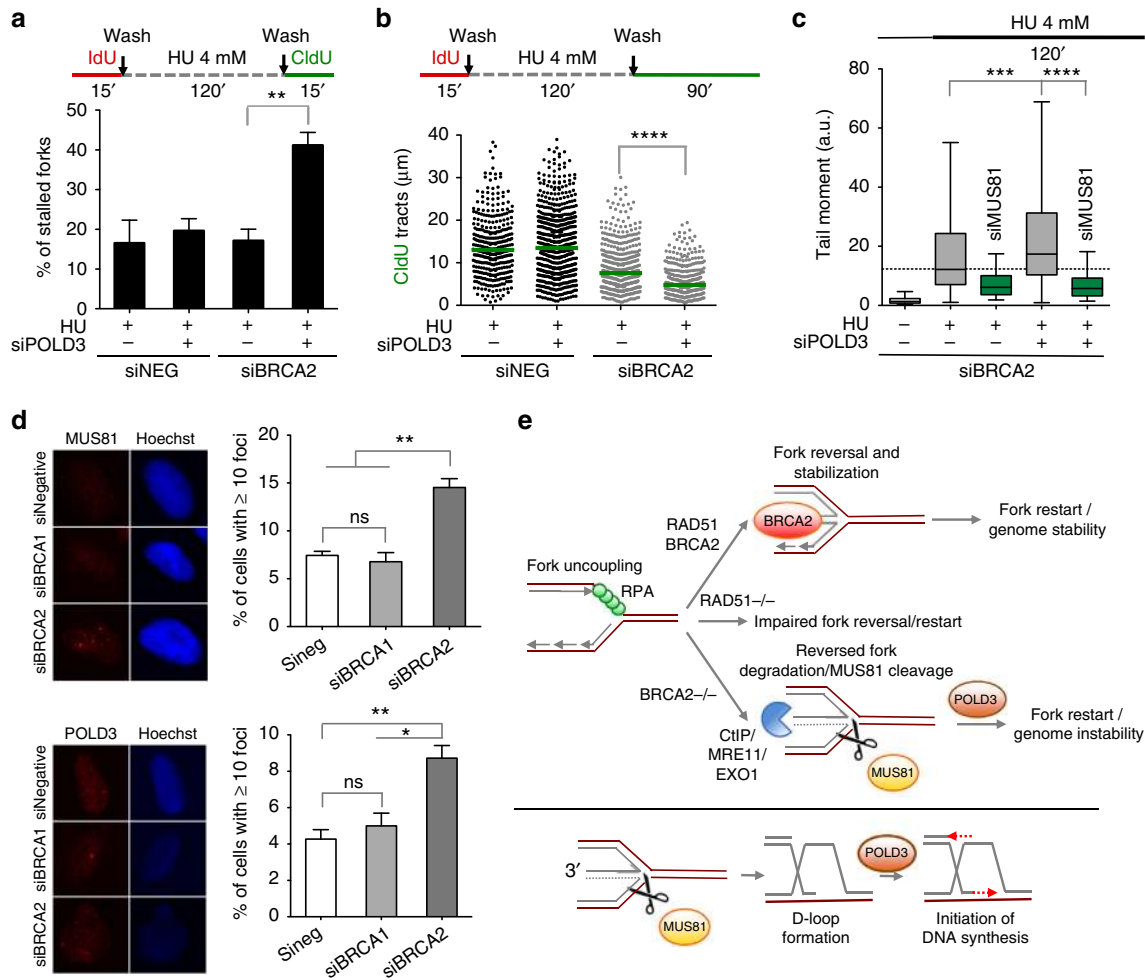 a
Wash Wash
IdU HU 4 mM CldU
15′ 120′ 15′
**
% of stalled forks
50
40
30
20
10
0
HU + + + +
siPOLD3 – + – +
siNEG siBRCA2
b
Wash Wash
IdU HU 4 mM
15′ 120′ 90′
****
CldU tracts (μm)
40
30
20
10
0
HU + + + +
siPOLD3 – + – +
siNEG siBRCA2
c
HU 4 mM
120′
*** ****
Tail moment (a.u.)
80
60
40
20
0
siMUS81 siMUS81
HU – + + + +
siPOLD3 – – – + +
siBRCA2
d
MUS81 Hoechst
siNegative
siBRCA1
siBRCA2
% of cells with ≥ 10 foci
20
15
10
5
0
**
ns
Sineg siBRCA1 siBRCA2
POLD3 Hoechst
siNegative
siBRCA1
siBRCA2
% of cells with ≥ 10 foci
10
8
6
4
2
0
**
*
ns
Sineg siBRCA1 siBRCA2
e
Fork reversal and
stabilization
BRCA2
RAD51
BRCA2
Fork restart /
genome stability
Fork uncoupling
RPA
RAD51–/–
Impaired fork reversal/restart
Reversed fork
degradation/MUS81 cleavage
BRCA2–/–
CtIP/
MRE11/
EXO1
MUS81
POLD3
Fork restart /
genome instability
3′
MUS81
D-loop
formation
POLD3
Initiation of
DNA synthesis